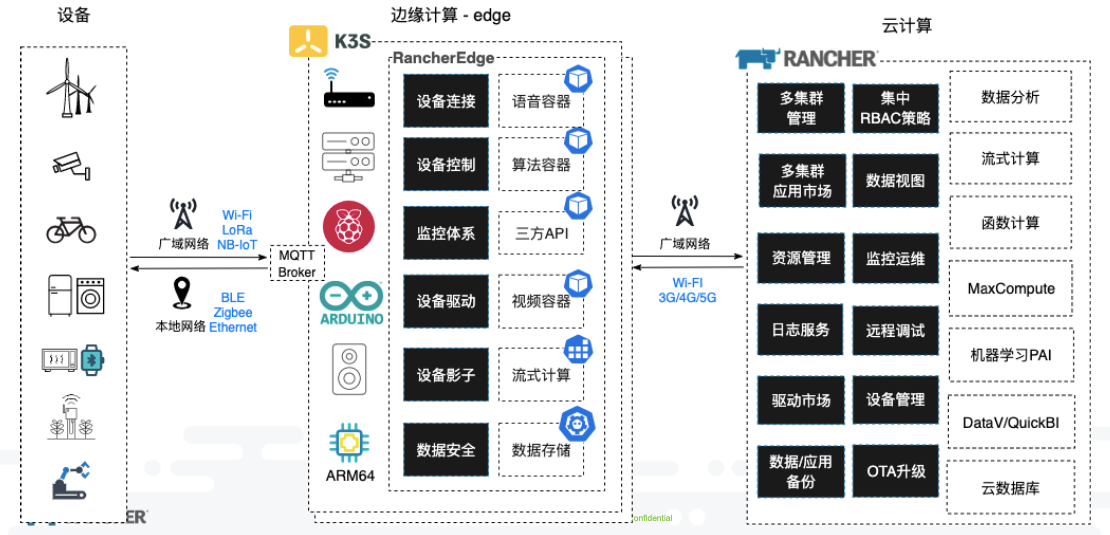 设备
边缘计算 - edge
云计算
K3S
RancherEdge
RANCHER
设备连接
语音容器
设备控制
算法容器
监控体系
三方API
设备驱动
视频容器
设备影子
流式计算
数据安全
数据存储
ARDUINO
ARM64
Wi-Fi
LoRa
NB-IoT
广域网络
MQTT
Broker
BLE
Zigbee
Ethernet
本地网络
广域网络
Wi-FI
3G/4G/5G
多集群
管理
集中
RBAC策略
多集群
应用市场
数据视图
资源管理
监控运维
日志服务
远程调试
驱动市场
设备管理
数据/应用
备份
OTA升级
数据分析
流式计算
函数计算
MaxCompute
机器学习PAI
DataV/QuickBI
云数据库